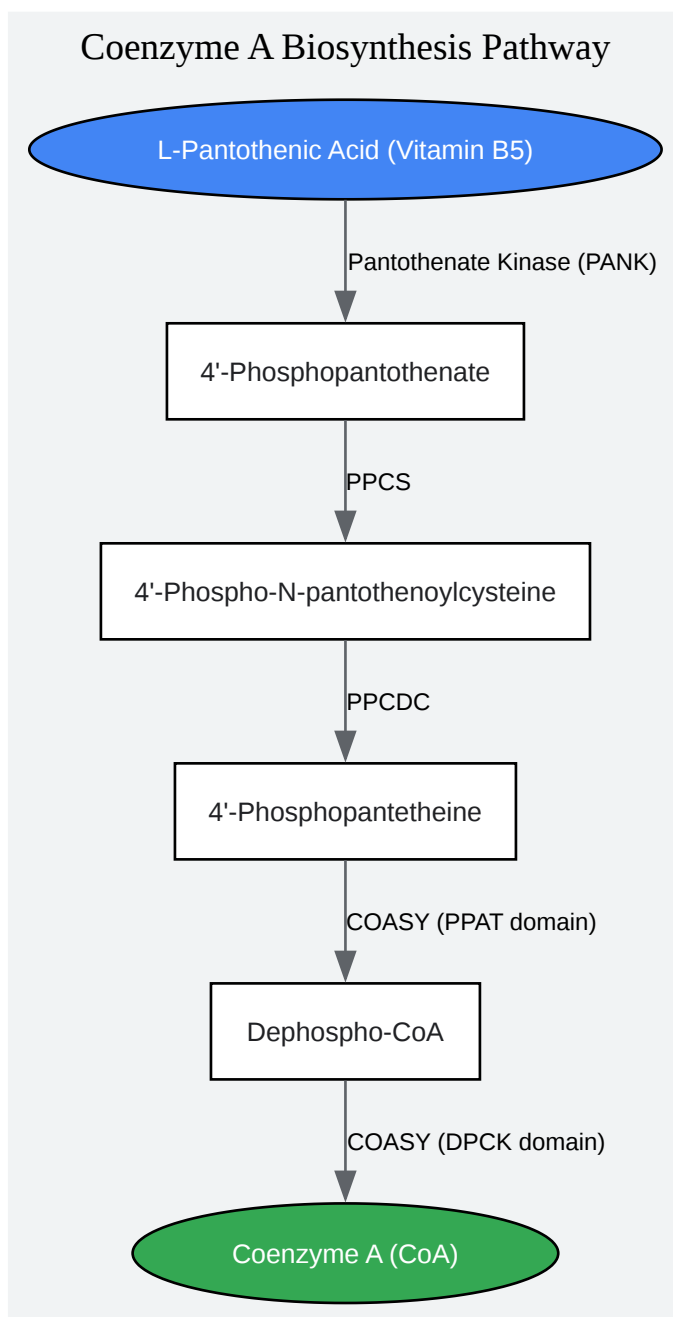 Coenzyme A Biosynthesis Pathway
L-Pantothenic Acid (Vitamin B5)
Pantothenate Kinase (PANK)
4'-Phosphopantothenate
PPCS
4'-Phospho-N-pantothenoylcysteine
PPCDC
4'-Phosphopantetheine
COASY (PPAT domain)
Dephospho-CoA
COASY (DPCK domain)
Coenzyme A (CoA)